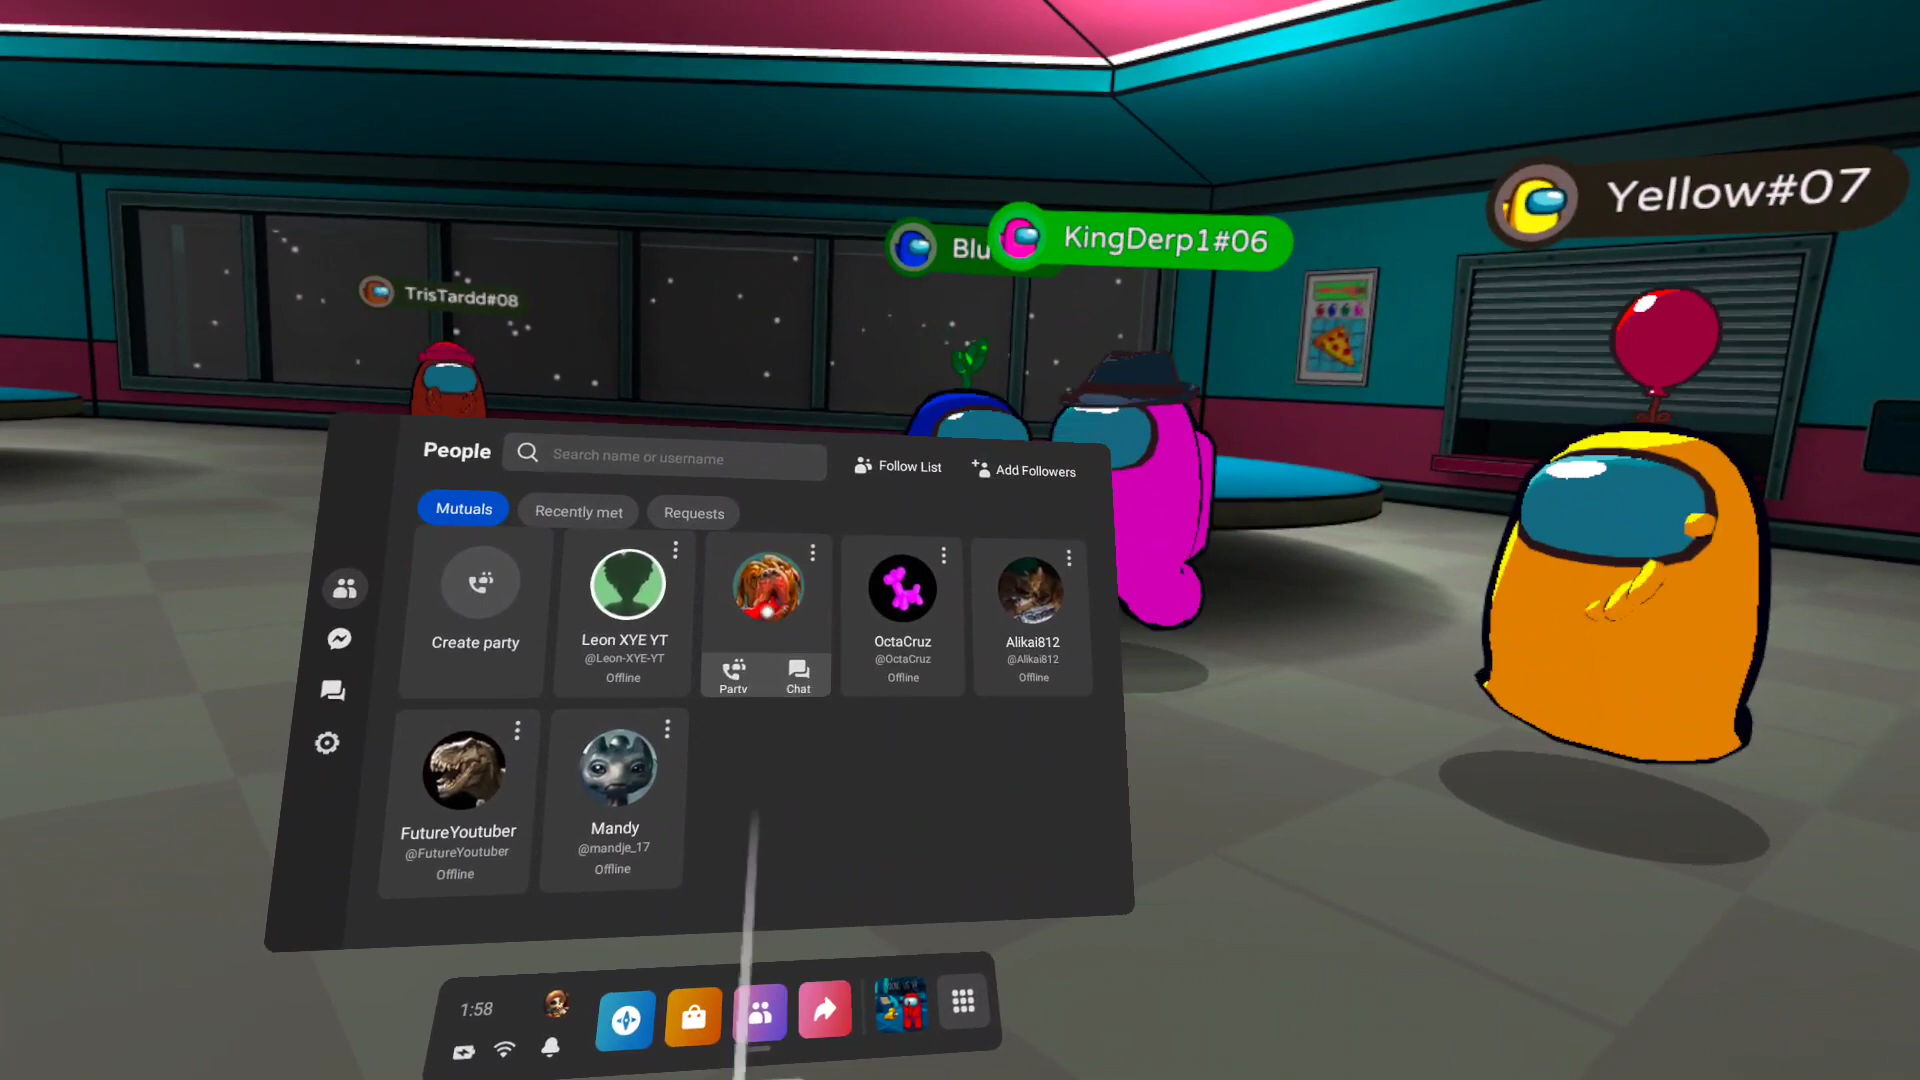 Yellow#07
Blu
KingDerp1#06
TrisTardd#08
People
Search name or username
Follow List
Add Followers
Mutuals
Recently met
Requests
Create party
Leon XYE YT
@Leon-XYE-YT
Offline
Party
Chat
OctaCruz
@OctaCruz
Offline
Alikai812
@Alikai812
Offline
FutureYoutuber
@FutureYoutuber
Offline
Mandy
@mandje_17
Offline
1:58